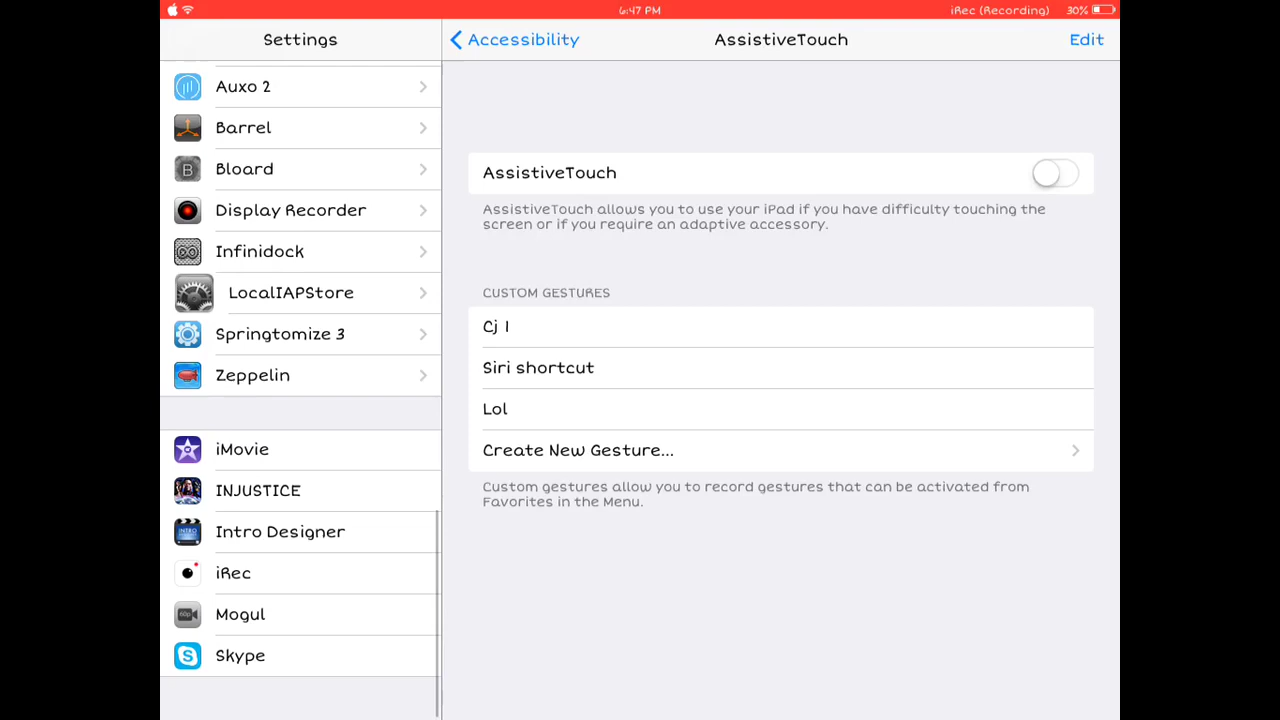 6:47 PM
iRec (Recording)
30%
Settings
Accessibility
AssistiveTouch
Edit
Auxo 2
Barrel
Bloard
Display Recorder
Infinidock
LocalIAPStore
Springtomize 3
Zeppelin
iMovie
INJUSTICE
Intro Designer
iRec
Mogul
Skype
AssistiveTouch
AssistiveTouch allows you to use your iPad if you have difficulty touching the
screen or if you require an adaptive accessory.
CUSTOM GESTURES
Cj I
Siri shortcut
Lol
Create New Gesture...
Custom gestures allow you to record gestures that can be activated from
Favorites in the Menu.